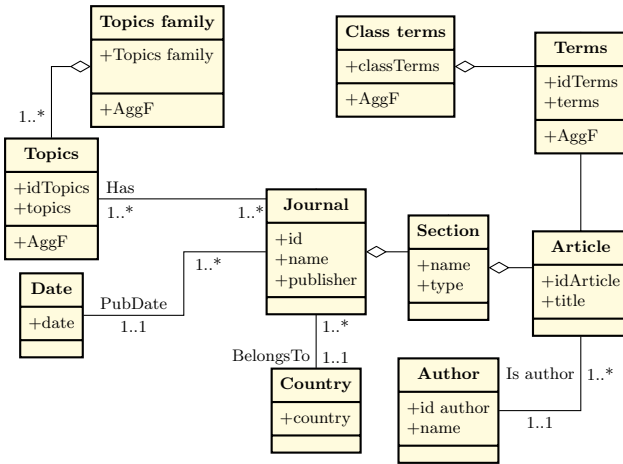 Topics family
+Topics family
+AggF
Class terms
+classTerms
+AggF
Terms
+idTerms
+terms
+AggF
1..*
Topics
+idTopics
+topics
+AggF
Has
1..*
1..*
Journal
+id
+name
+publisher
Section
+name
+type
Article
+idArticle
+title
Date
+date
PubDate
1..1
1..*
1..*
BelongsTo
1..1
Country
+country
Author
+id author
+name
Is author
1..*
1..1